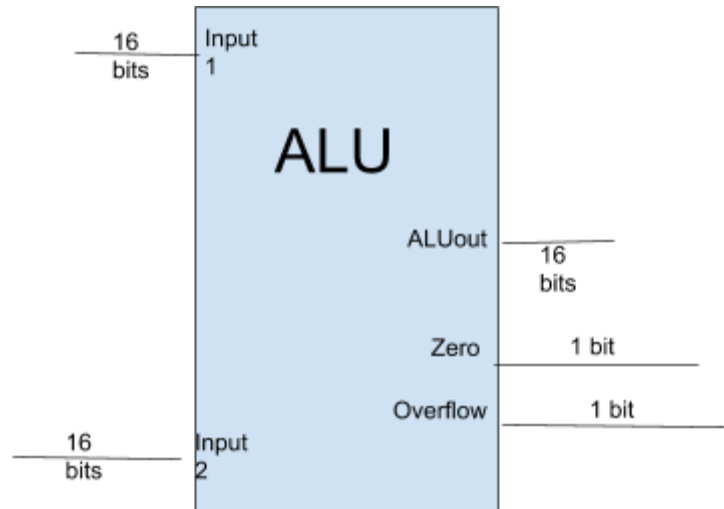 16
bits
Input
1
ALU
ALUout
16
bits
Zero
1 bit
Overflow
1 bit
16
bits
Input
2